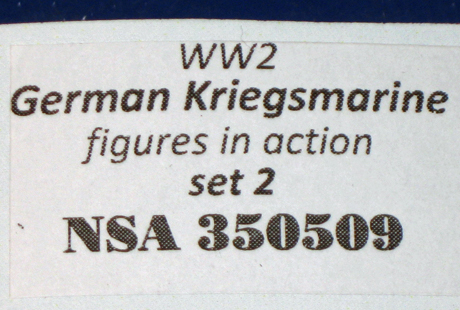 WW2
German Kriegsmarine
figures in action
set 2
NSA 350509